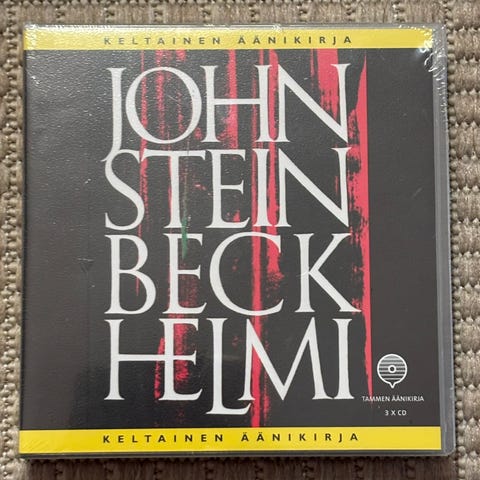 KELTAINEN ÄÄNIKIRJA
JOHN
STEIN
BECK
HELMI
TAMMEN ÄÄNIKIRJA
3 X CD
KELTAINEN ÄÄNIKIRJA